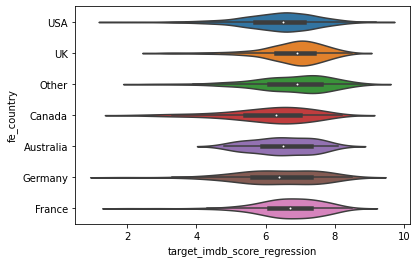 USA
UK
Other
Canada
Australia
Germany
France
fe_country
2 4 6 8 10
target_imdb_score_regression